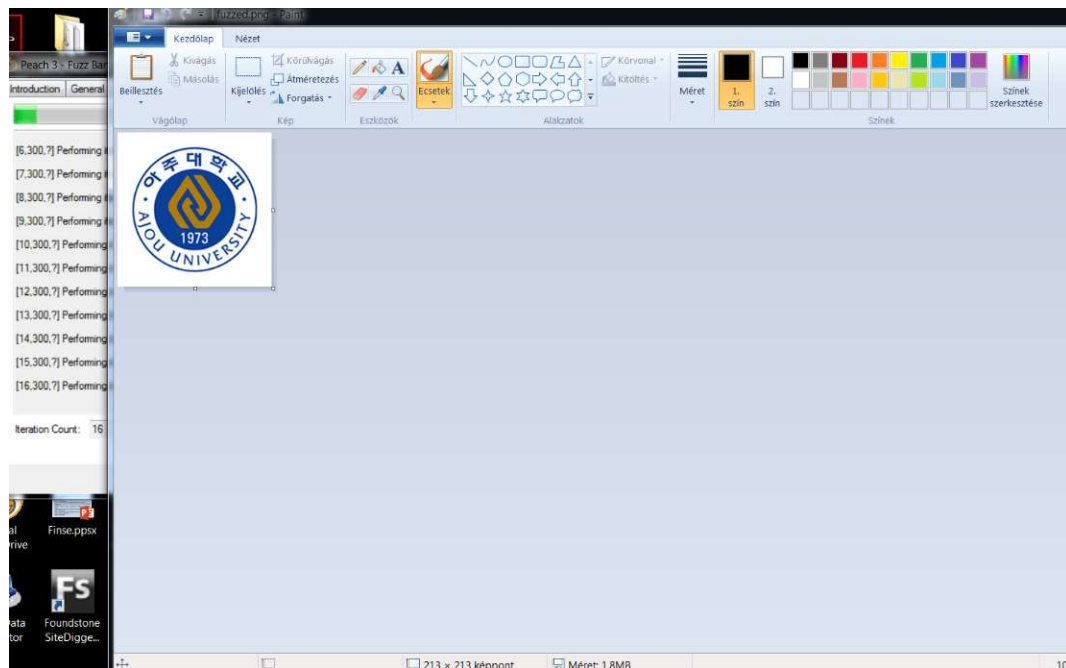 fuzzed.png - Paint
Kezdőlap Nézet
Kivágás
Másolás
Beillesztés
Vágólap
Körülvágás
Átméretezés
Forgatás
Kijelölés
Kép
A
Eszközök
Ecsetek
Körvonal
Kitöltés
Alakzatok
Méret
1. szín
2. szín
Színek szerkesztése
Színek
Peach 3 - Fuzz Bar
Introduction General
[6,300,?] Performing
[7,300,?] Performing
[8,300,?] Performing
[9,300,?] Performing
[10,300,?] Performing
[11,300,?] Performing
[12,300,?] Performing
[13,300,?] Performing
[14,300,?] Performing
[15,300,?] Performing
[16,300,?] Performing
Iteration Count: 16
아주대학교
1973
AJOU UNIVERSITY
Finse.ppsx
Fs
Foundstone
SiteDigge...
213 × 213 képpont
Méret: 1.8MB
10